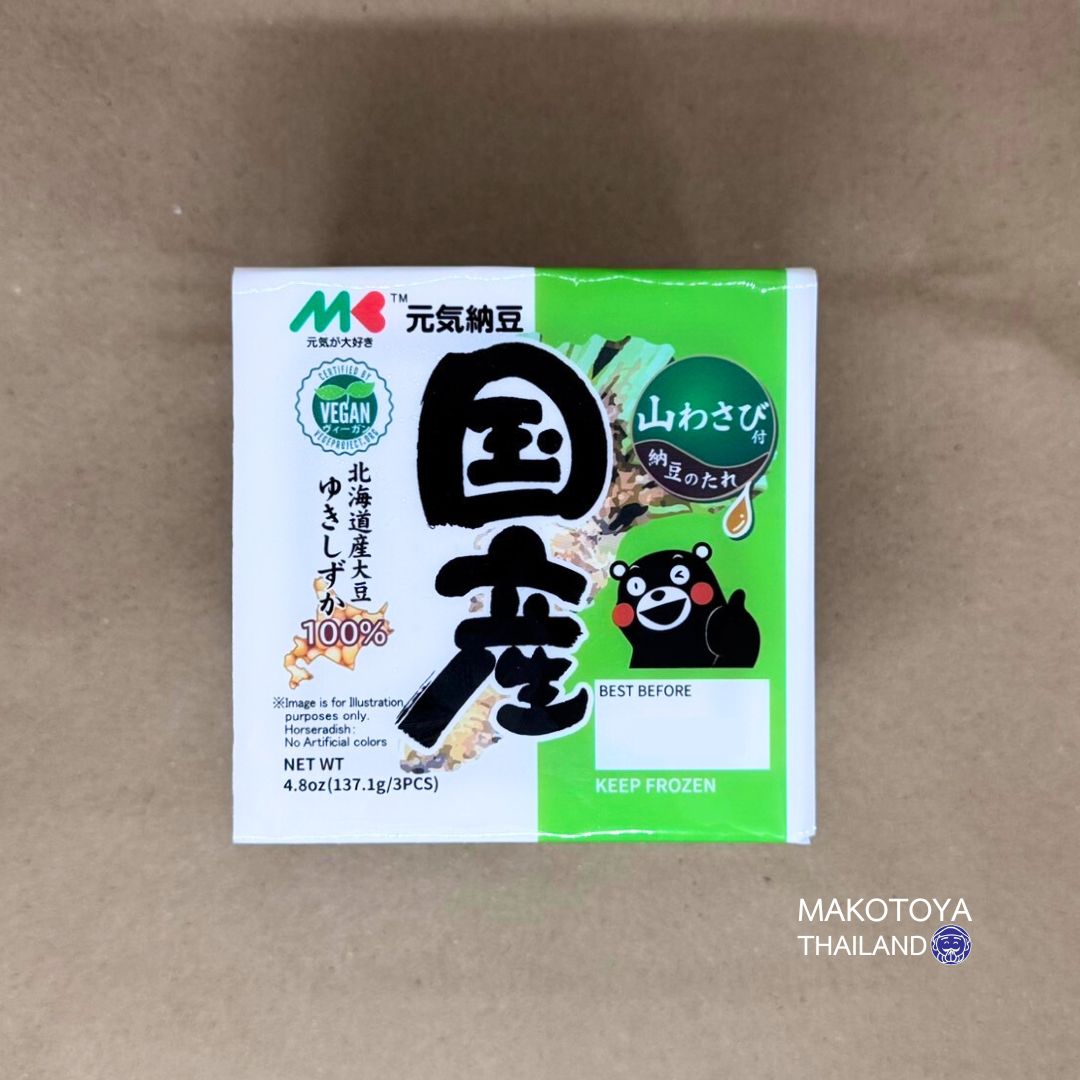 MK™ 元気納豆
元気が大好き
CERTIFIED BY
VEGAN
ヴィーガン
VEGEPROJECT.ORG
国産
山わさび付
納豆のたれ
北海道産大豆
ゆきしずか
100%
※Image is for Illustration
purposes only.
Horseradish:
No Artificial colors
NET WT
4.8oz(137.1g/3PCS)
BEST BEFORE
KEEP FROZEN
MAKOTOYA
THAILAND